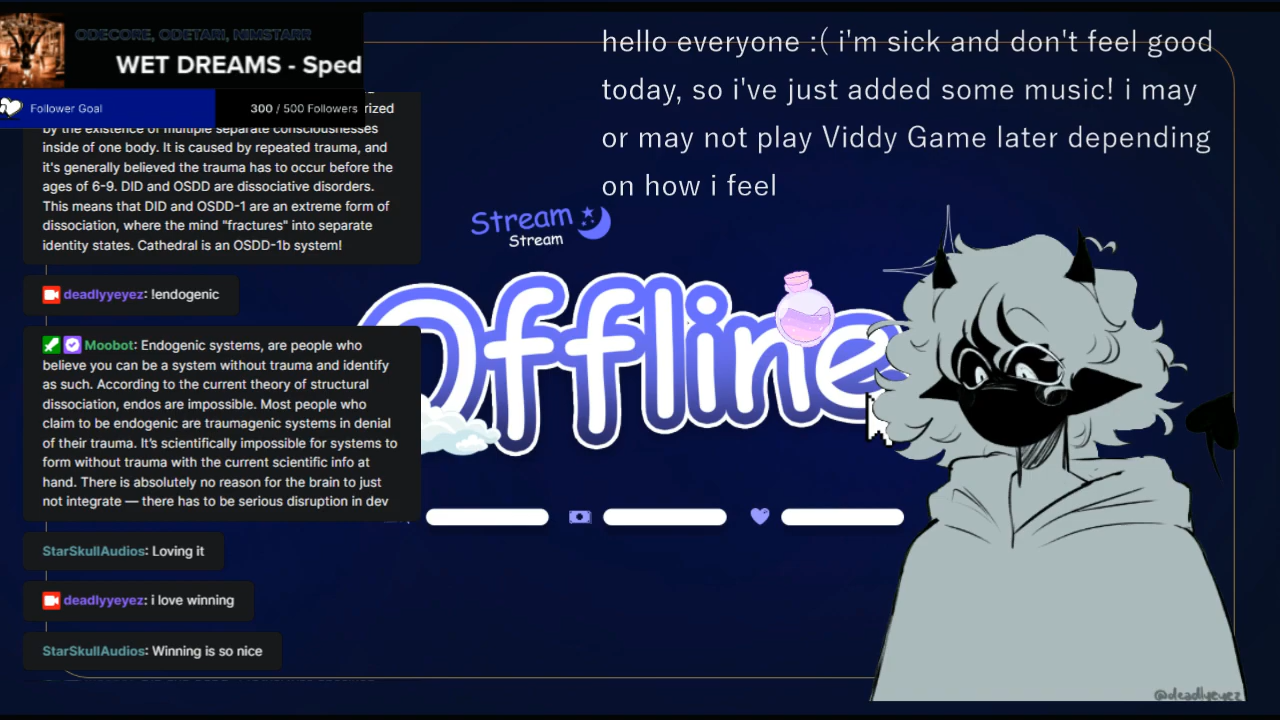 ODECORE, ODETARI, NIMSTARR
WET DREAMS - Sped
Follower Goal
300 / 500 Followers
rized
by the existence of multiple separate consciousnesses
inside of one body. It is caused by repeated trauma, and
it's generally believed the trauma has to occur before the
ages of 6-9. DID and OSDD are dissociative disorders.
This means that DID and OSDD-1 are an extreme form of
dissociation, where the mind "fractures" into separate
identity states. Cathedral is an OSDD-1b system!
deadlyyeyez: !endogenic
Moobot: Endogenic systems, are people who
believe you can be a system without trauma and identify
as such. According to the current theory of structural
dissociation, endos are impossible. Most people who
claim to be endogenic are traumagenic systems in denial
of their trauma. It's scientifically impossible for systems to
form without trauma with the current scientific info at
hand. There is absolutely no reason for the brain to just
not integrate — there has to be serious disruption in dev
StarSkullAudios: Loving it
deadlyyeyez: i love winning
StarSkullAudios: Winning is so nice
hello everyone :( i'm sick and don't feel good
today, so i've just added some music! i may
or may not play Viddy Game later depending
on how i feel
Stream
Stream
Offline
@deadlyeyez